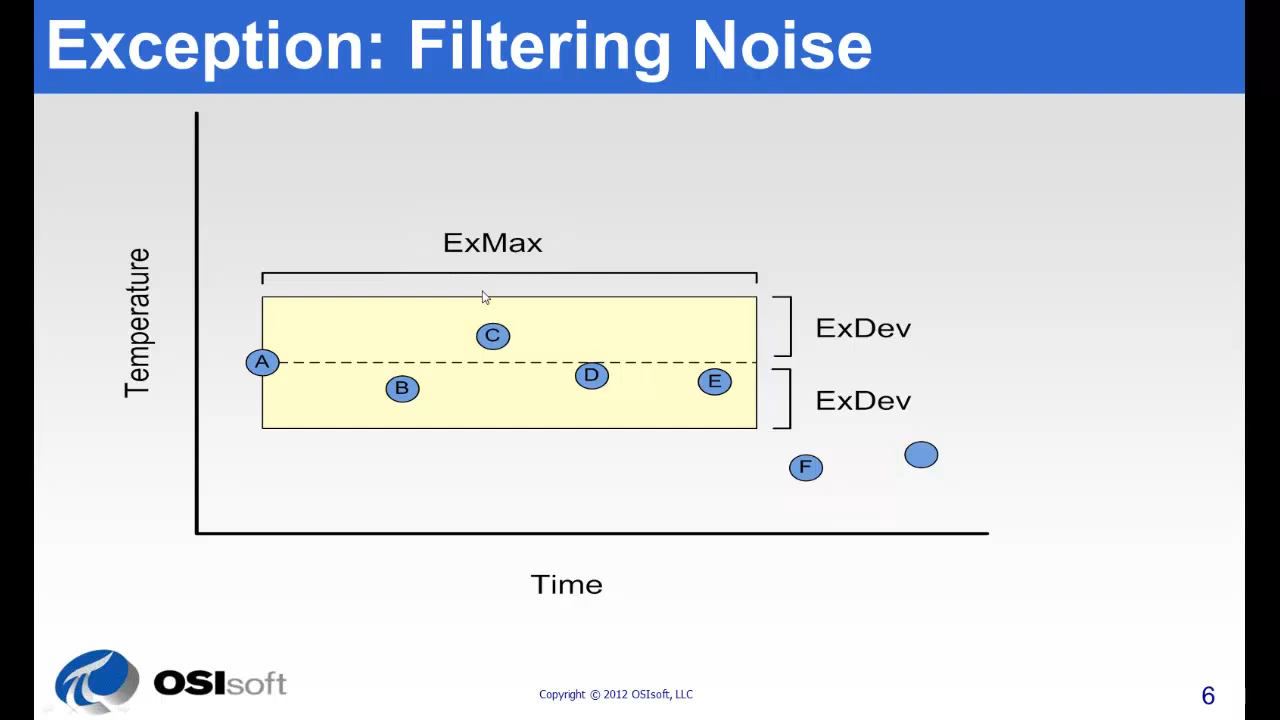 Exception: Filtering Noise
ExMax
Temperature
A
B
C
D
E
ExDev
ExDev
F
Time
OSIsoft
Copyright © 2012 OSIsoft, LLC
6